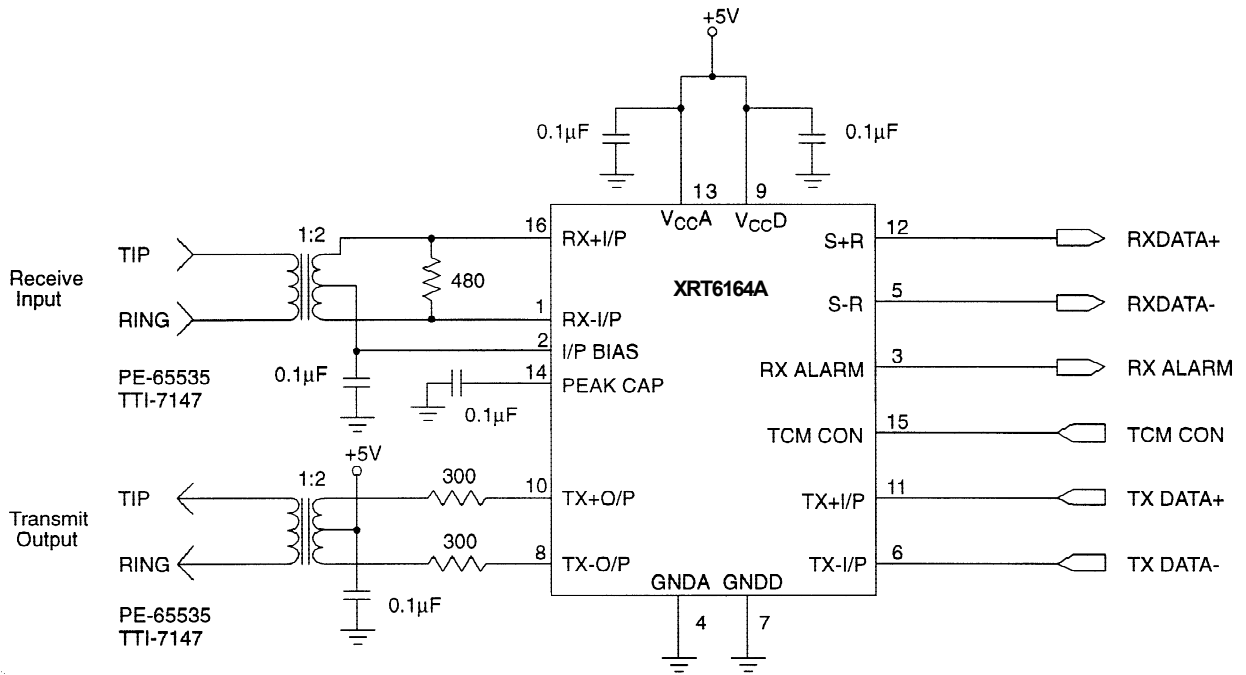 +5V
0.1µF
0.1µF
13
9
VCCA
VCCD
XRT6164A
Receive
Input
TIP
RING
1:2
PE-65535
TTI-7147
480
16
RX+I/P
1
RX-I/P
2
I/P BIAS
14
PEAK CAP
0.1µF
0.1µF
Transmit
Output
TIP
RING
1:2
+5V
PE-65535
TTI-7147
300
300
0.1µF
10
TX+O/P
8
TX-O/P
GNDA
GNDD
4
7
S+R
12
RXDATA+
S-R
5
RXDATA-
RX ALARM
3
RX ALARM
TCM CON
15
TCM CON
TX+I/P
11
TX DATA+
TX-I/P
6
TX DATA-